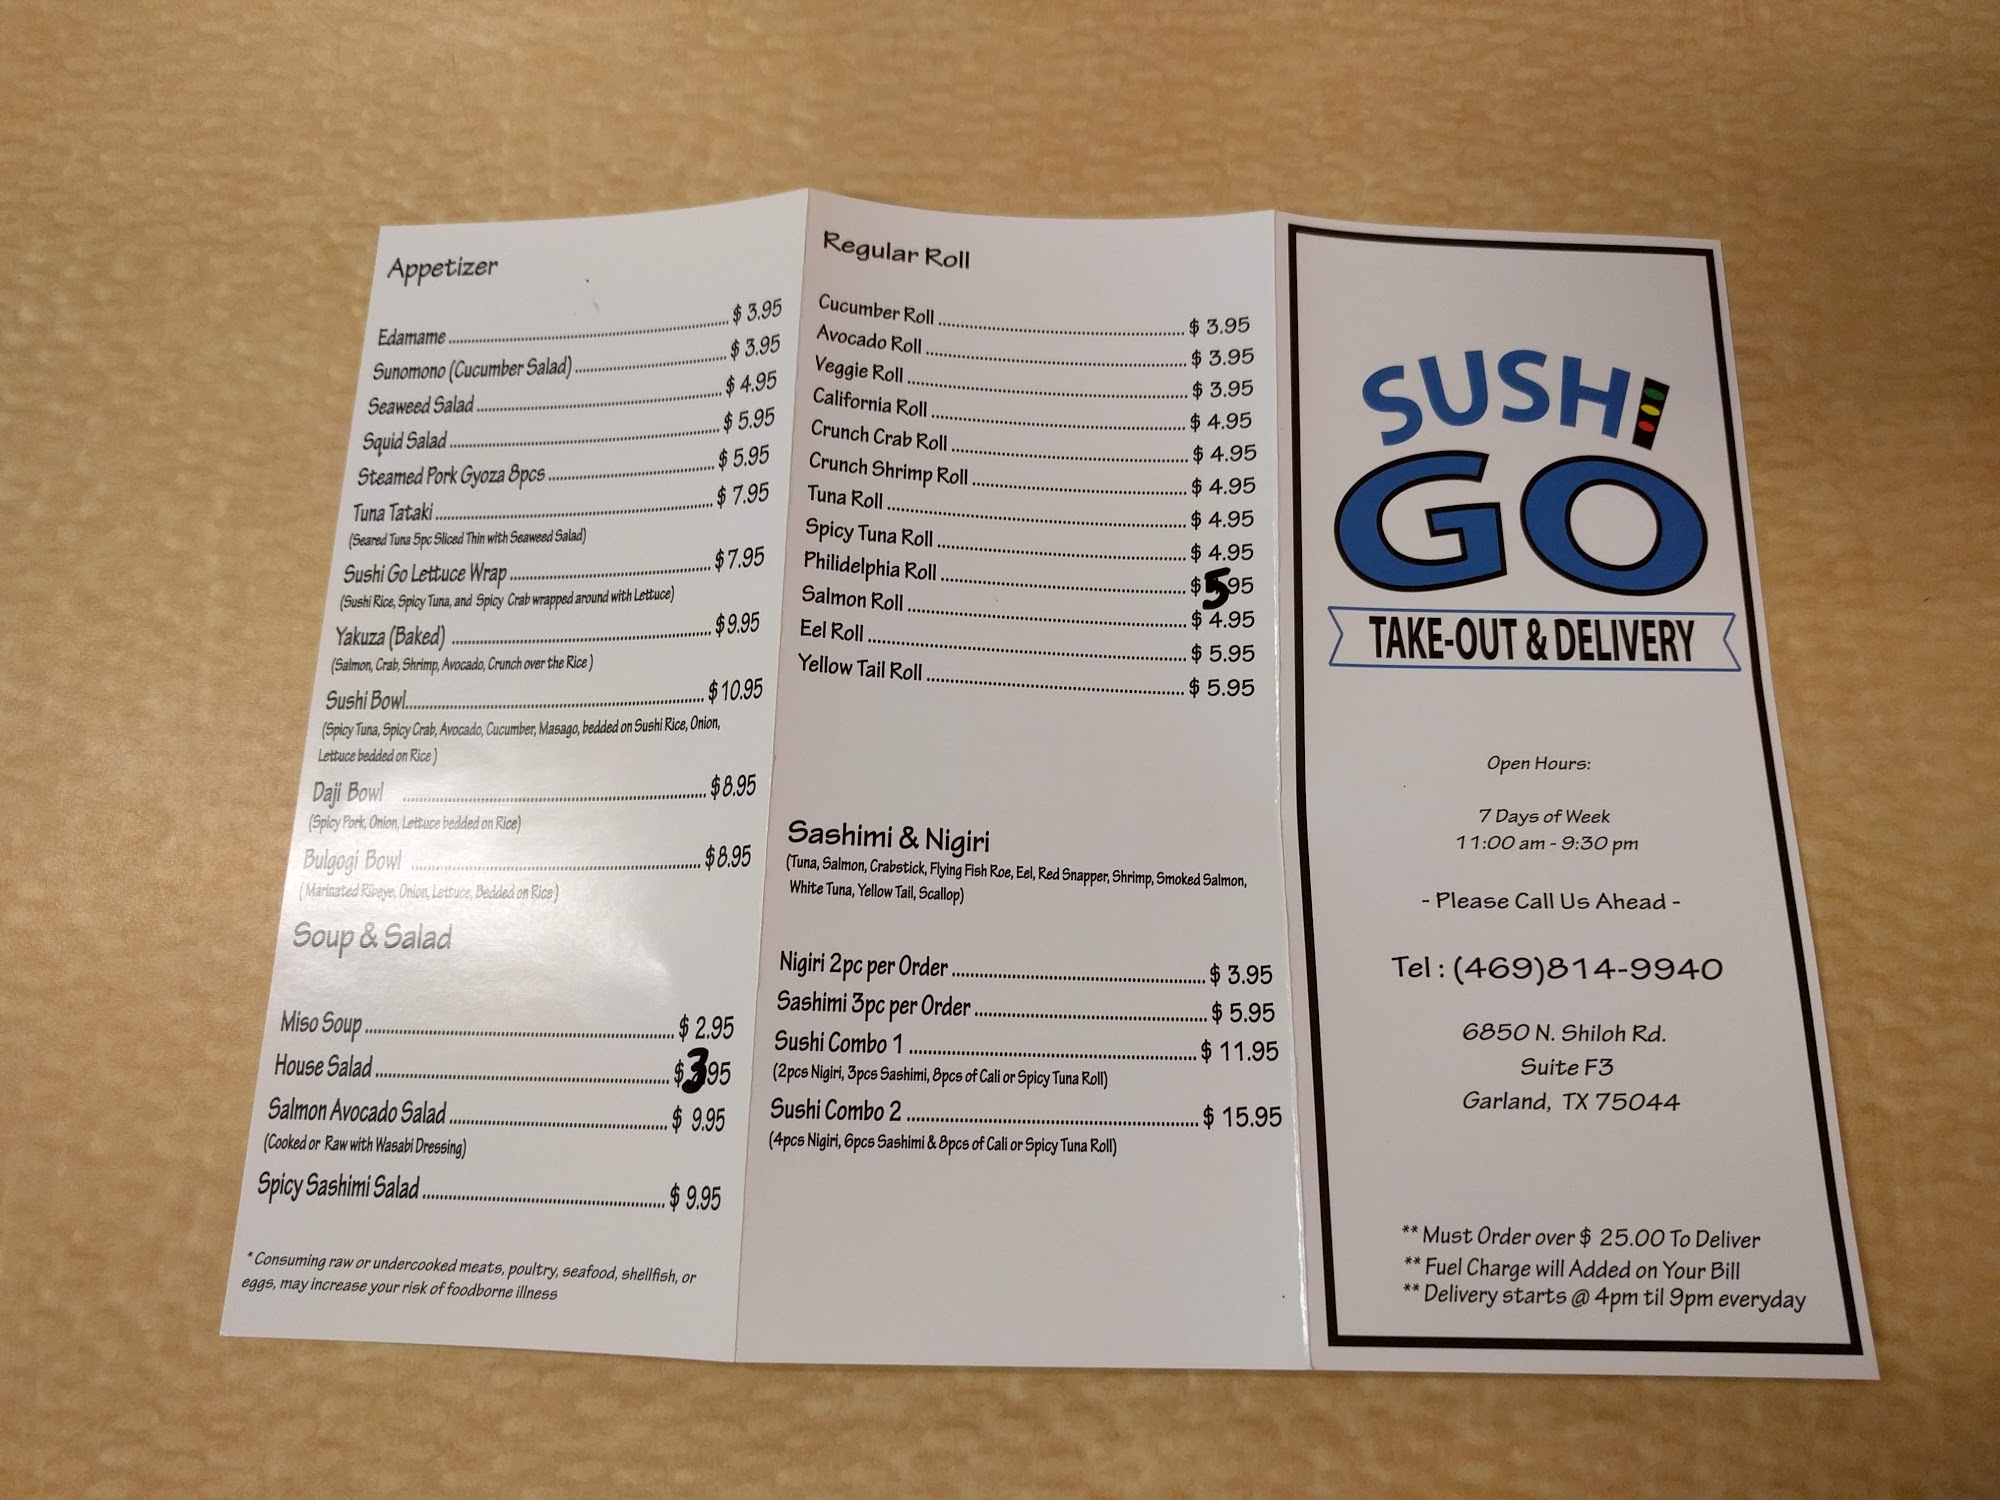 Appetizer
Edamame $ 3.95
Sunomono (Cucumber Salad) $ 3.95
Seaweed Salad $ 4.95
Squid Salad $ 5.95
Steamed Pork Gyoza 8pcs $ 5.95
Tuna Tataki $ 7.95
(Seared Tuna 5pc Sliced Thin with Seaweed Salad)
Sushi Go Lettuce Wrap $7.95
(Sushi Rice, Spicy Tuna, and Spicy Crab wrapped around with Lettuce)
Yakuza (Baked) $9.95
(Salmon, Crab, Shrimp, Avocado, Crunch over the Rice )
Sushi Bowl $10.95
(Spicy Tuna, Spicy Crab, Avocado, Cucumber, Masago, bedded on Sushi Rice, Onion,
Lettuce bedded on Rice )
Daji Bowl $8.95
(Spicy Pork, Onion, Lettuce bedded on Rice)
Bulgogi Bowl $8.95
( Marinated Ribeye, Onion, Lettuce, Bedded on Rice )
Soup & Salad
Miso Soup $ 2.95
House Salad $ 3 95
Salmon Avocado Salad $ 9.95
(Cooked or Raw with Wasabi Dressing)
Spicy Sashimi Salad $ 9.95
* Consuming raw or undercooked meats, poultry, seafood, shellfish, or
eggs, may increase your risk of foodborne illness
Regular Roll
Cucumber Roll $ 3.95
Avocado Roll $ 3.95
Veggie Roll $ 3.95
California Roll $ 4.95
Crunch Crab Roll $ 4.95
Crunch Shrimp Roll $ 4.95
Tuna Roll $ 4.95
Spicy Tuna Roll $ 4.95
Philidelphia Roll $ 5 95
Salmon Roll $ 4.95
Eel Roll $ 5.95
Yellow Tail Roll $ 5.95
Sashimi & Nigiri
(Tuna, Salmon, Crabstick, Flying Fish Roe, Eel, Red Snapper, Shrimp, Smoked Salmon,
White Tuna, Yellow Tail, Scallop)
Nigiri 2pc per Order $ 3.95
Sashimi 3pc per Order $ 5.95
Sushi Combo 1 $ 11.95
(2pcs Nigiri, 3pcs Sashimi, 8pcs of Cali or Spicy Tuna Roll)
Sushi Combo 2 $ 15.95
(4pcs Nigiri, 6pcs Sashimi & 8pcs of Cali or Spicy Tuna Roll)
SUSHI
GO
TAKE-OUT & DELIVERY
Open Hours:
7 Days of Week
11:00 am - 9:30 pm
- Please Call Us Ahead -
Tel : (469)814-9940
6850 N. Shiloh Rd.
Suite F3
Garland, TX 75044
** Must Order over $ 25.00 To Deliver
** Fuel Charge will Added on Your Bill
** Delivery starts @ 4pm til 9pm everyday